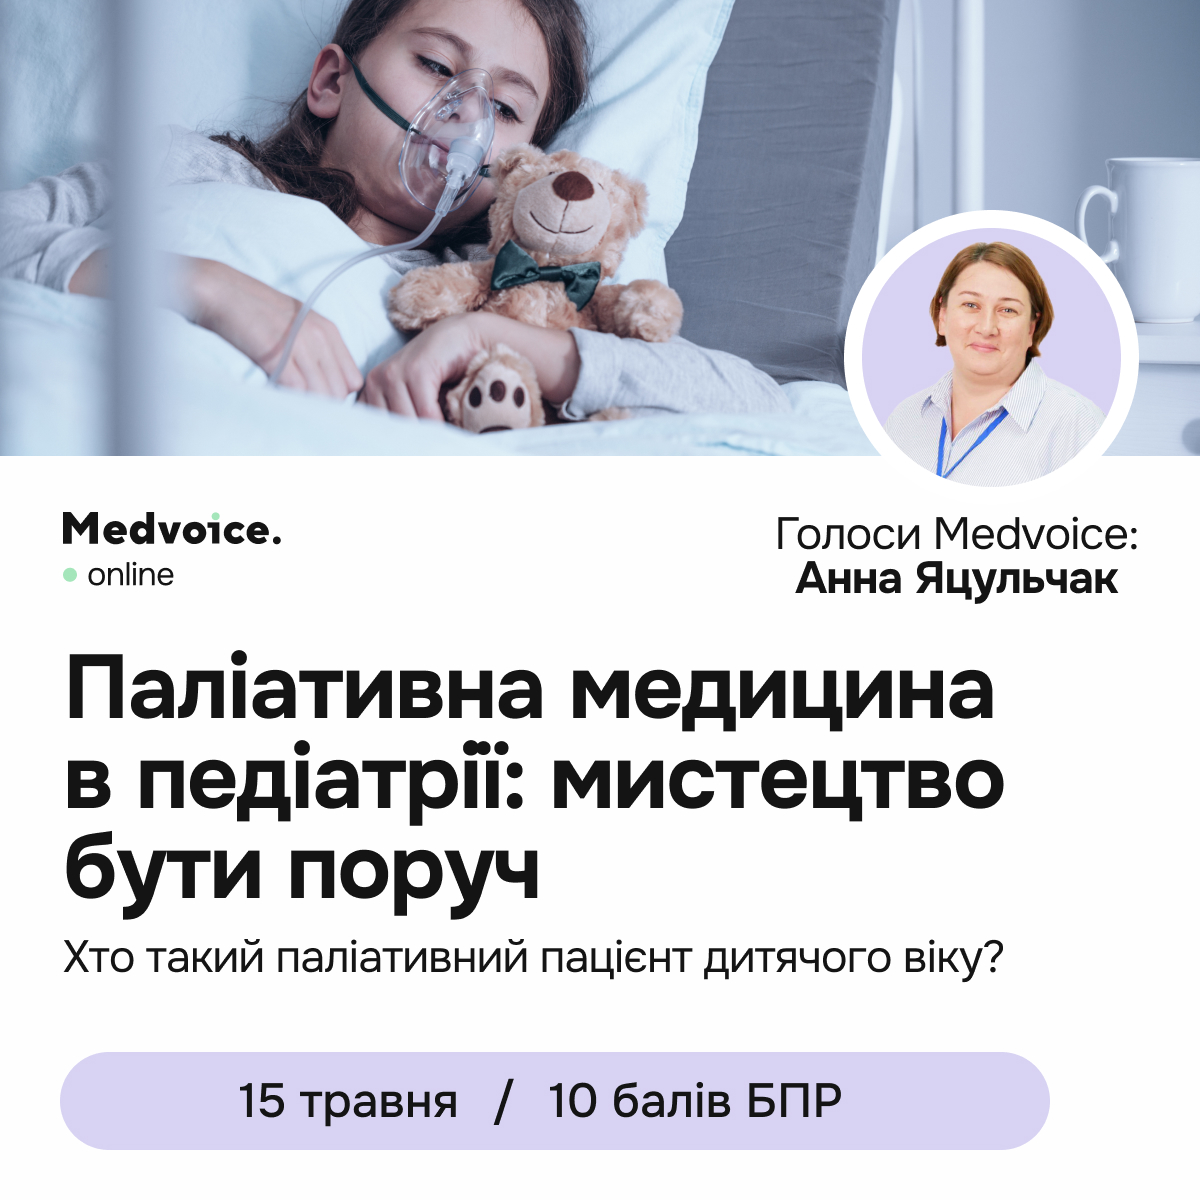 Medvoice.
online
Голоси Medvoice:
Анна Яцульчак
Паліативна медицина
в педіатрії: мистецтво
бути поруч
Хто такий паліативний пацієнт дитячого віку?
15 травня / 10 балів БПР